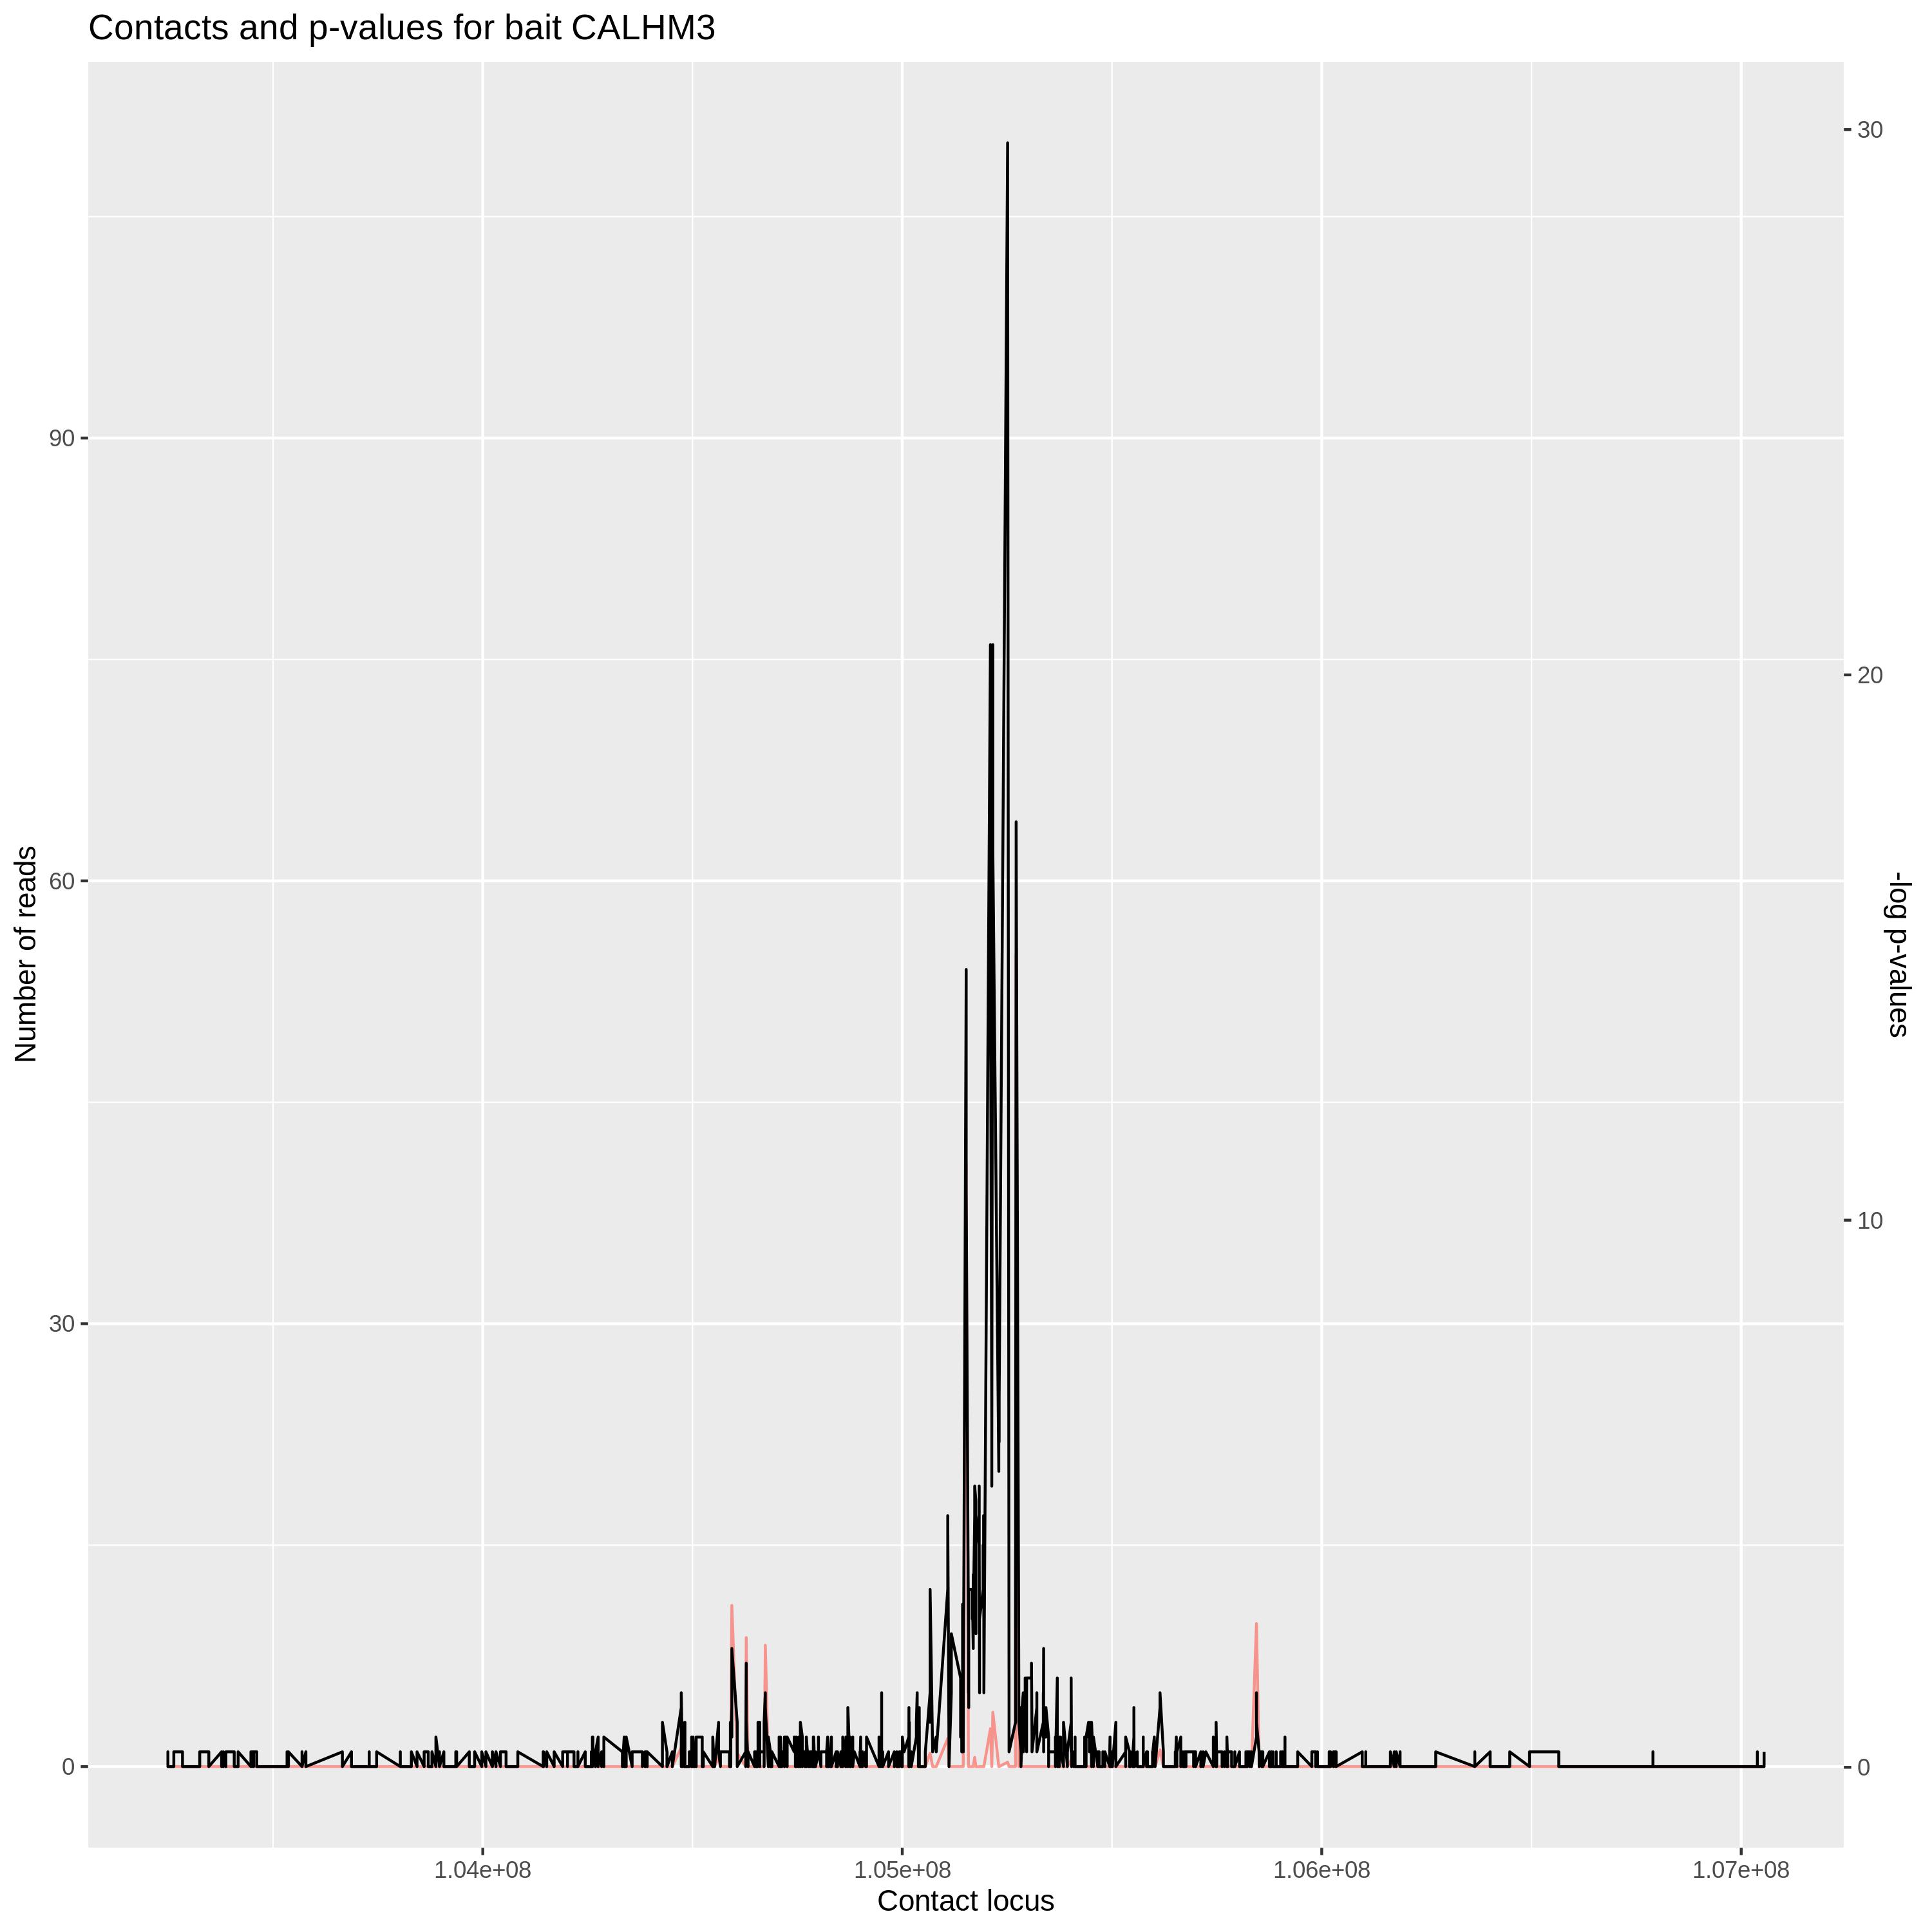 Contacts and p-values for bait CALHM3
Number of reads
90
60
30
0
30
20
10
0
-log p-values
1.04e+08
1.05e+08
1.06e+08
1.07e+08
Contact locus